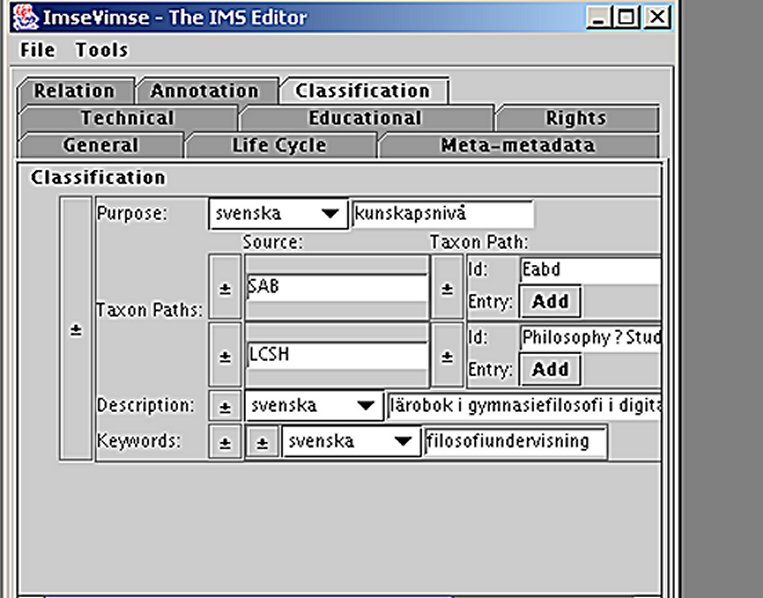 ImseVimse - The IMS Editor
File Tools
Relation Annotation Classification
Technical Educational Rights
General Life Cycle Meta-metadata
Classification
Purpose: svenska kunskapsnivå
Source: Taxon Path:
Id: Eabd
± SAB ±
Entry: Add
Taxon Paths:
±
Id: Philosophy?Stud
± LCSH ±
Entry: Add
Description: ± svenska lärobok i gymnasiefilosofi i digita
Keywords: ± ± svenska filosofiundervisning